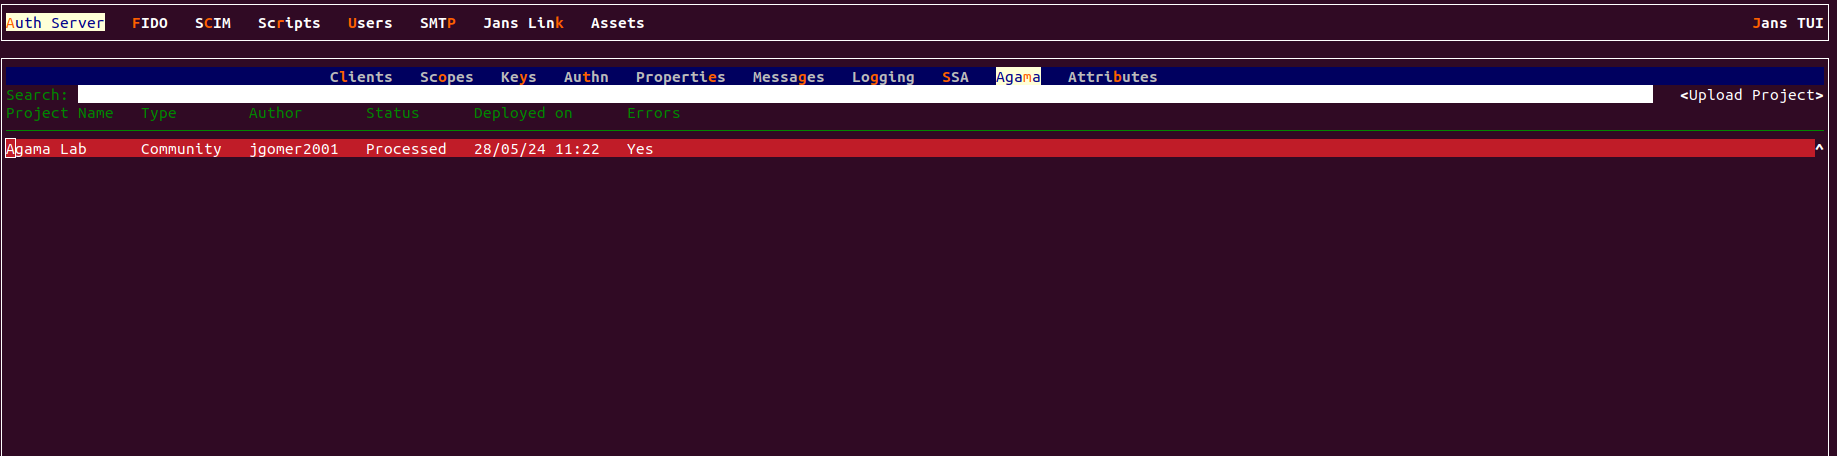 Auth Server FIDO SCIM Scripts Users SMTP Jans Link Assets Jans TUI
Clients Scopes Keys Authn Properties Messages Logging SSA Agama Attributes
Search: <Upload Project>
Project Name Type Author Status Deployed on Errors
Agama Lab Community jgomer2001 Processed 28/05/24 11:22 Yes ^